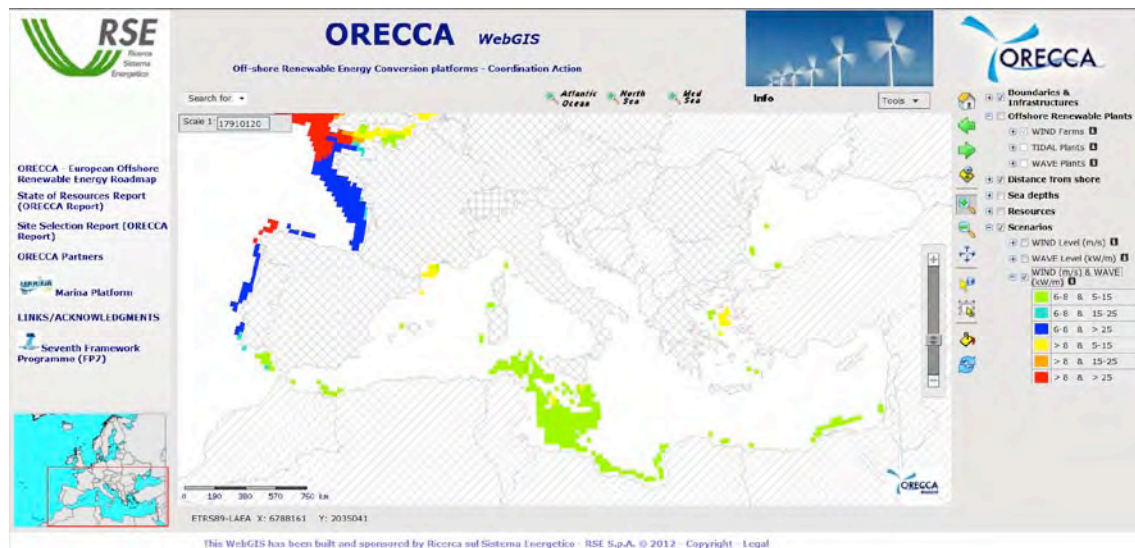 RSE
Ricerca
Sistema
Energetico
ORECCA WebGIS
Off-shore Renewable Energy Conversion platforms - Coordination Action
ORECCA
Search for:
Atlantic
Ocean
North
Sea
Med
Sea
Info
Tools
Scale 1: 17910120
ORECCA - European Offshore
Renewable Energy Roadmap
State of Resources Report
(ORECCA Report)
Site Selection Report (ORECCA
Report)
ORECCA Partners
Marina Platform
LINKS/ACKNOWLEDGMENTS
Seventh Framework
Programme (FP7)
Boundaries &
Infrastructures
Offshore Renewable Plants
WIND Farms
TIDAL Plants
WAVE Plants
Distance from shore
Sea depths
Resources
Scenarios
WIND Level (m/s)
WAVE Level (kW/m)
WIND (m/s) & WAVE
(kW/m)
6-8 & 5-15
6-8 & 15-25
6-8 & > 25
> 8 & 5-15
> 8 & 15-25
> 8 & > 25
0 190 380 570 760 km
ORECCA
ETRS89-LAEA X: 6788161 Y: 2035041
This WebGIS has been built and sponsored by Ricerca sul Sistema Energetico - RSE S.p.A. © 2012 - Copyright - Legal